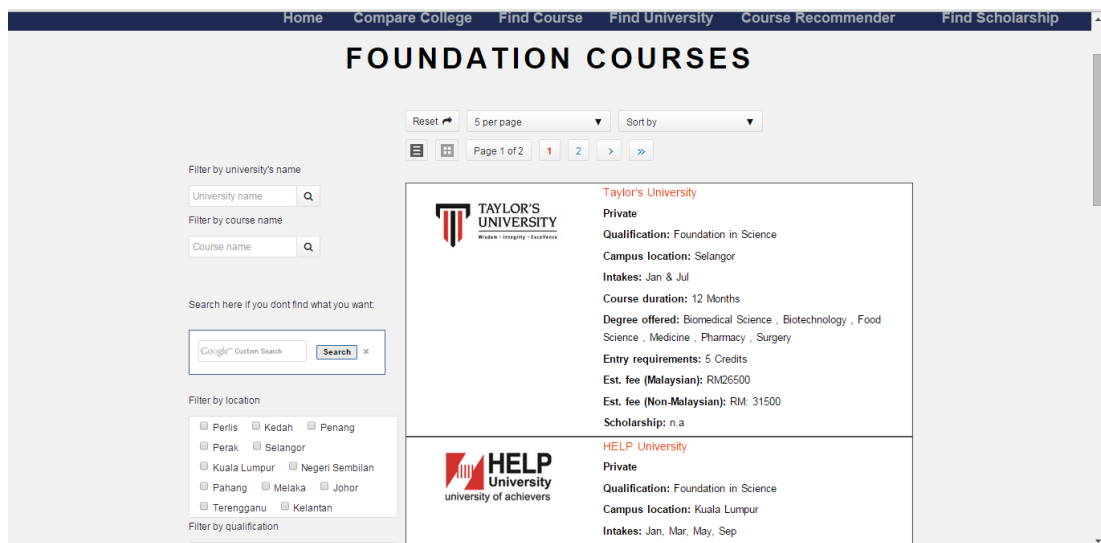 Home Compare College Find Course Find University Course Recommender Find Scholarship
FOUNDATION COURSES
Reset 5 per page Sort by
Page 1 of 2 1 2 > »
Filter by university's name
University name
Filter by course name
Course name
Search here if you dont find what you want:
Google™ Custom Search Search ×
Filter by location
Perlis Kedah Penang
Perak Selangor
Kuala Lumpur Negeri Sembilan
Pahang Melaka Johor
Terengganu Kelantan
Filter by qualification
TAYLOR'S
UNIVERSITY
Wisdom · Integrity · Excellence
Taylor's University
Private
Qualification: Foundation in Science
Campus location: Selangor
Intakes: Jan & Jul
Course duration: 12 Months
Degree offered: Biomedical Science , Biotechnology , Food
Science , Medicine , Pharmacy , Surgery
Entry requirements: 5 Credits
Est. fee (Malaysian): RM26500
Est. fee (Non-Malaysian): RM: 31500
Scholarship: n.a
HELP
University
university of achievers
HELP University
Private
Qualification: Foundation in Science
Campus location: Kuala Lumpur
Intakes: Jan, Mar, May, Sep